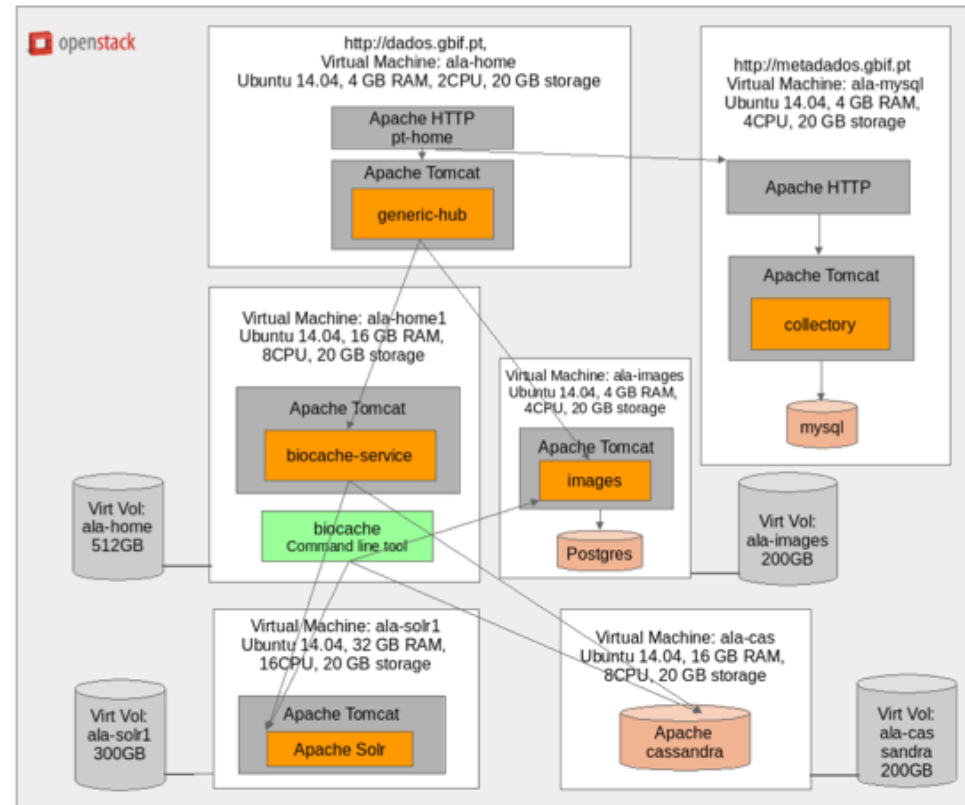 openstack
http://dados.gbif.pt,
Virtual Machine: ala-home
Ubuntu 14.04, 4 GB RAM, 2CPU, 20 GB storage
Apache HTTP
pt-home
Apache Tomcat
generic-hub
http://metadados.gbif.pt
Virtual Machine: ala-mysql
Ubuntu 14.04, 4 GB RAM,
4CPU, 20 GB storage
Apache HTTP
Apache Tomcat
collectory
mysql
Virtual Machine: ala-home1
Ubuntu 14.04, 16 GB RAM,
8CPU, 20 GB storage
Apache Tomcat
biocache-service
biocache
Command line tool
Virtual Machine: ala-images
Ubuntu 14.04, 4 GB RAM,
4CPU, 20 GB storage
Apache Tomcat
images
Postgres
Virt Vol:
ala-home
512GB
Virt Vol:
ala-images
200GB
Virtual Machine: ala-solr1
Ubuntu 14.04, 32 GB RAM,
16CPU, 20 GB storage
Apache Tomcat
Apache Solr
Virt Vol:
ala-solr1
300GB
Virtual Machine: ala-cas
Ubuntu 14.04, 16 GB RAM,
8CPU, 20 GB storage
Apache
cassandra
Virt Vol:
ala-cas
sandra
200GB